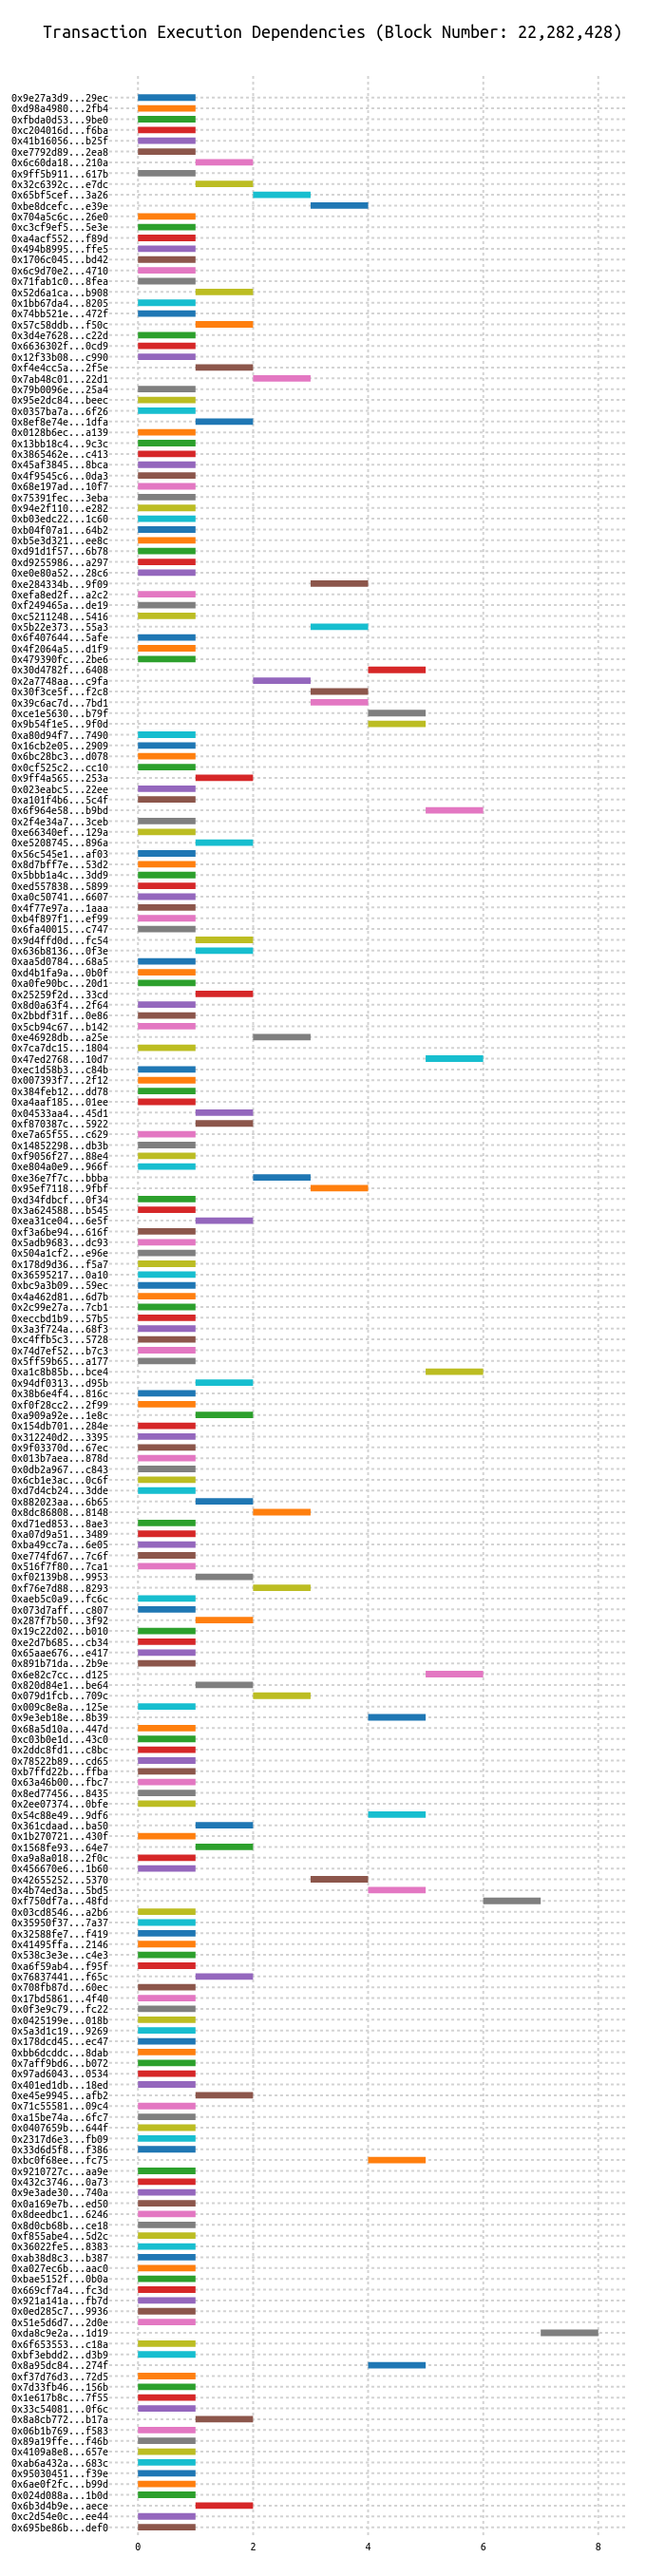 Transaction Execution Dependencies (Block Number: 22,282,428)
0x9e27a3d9...29ec
0xd98a4980...2fb4
0xfbda0d53...9be0
0xc204016d...f6ba
0x41b16056...b25f
0xe7792d89...2ea8
0x6c60da18...210a
0x9ff5b911...617b
0x32c6392c...e7dc
0x65bf5cef...3a26
0xbe8dcefc...e39e
0x704a5c6c...26e0
0xc3cf9ef5...5e3e
0xa4acf552...f89d
0x494b8995...ffe5
0x1706c045...bd42
0x6c9d70e2...4710
0x71fab1c0...8fea
0x52d6a1ca...b908
0x1bb67da4...8205
0x74bb521e...472f
0x57c58ddb...f50c
0x3d4e7628...c22d
0x6636302f...0cd9
0x12f33b08...c990
0xf4e4cc5a...2f5e
0x7ab48c01...22d1
0x79b0096e...25a4
0x95e2dc84...beec
0x0357ba7a...6f26
0x8ef8e74e...1dfa
0x0128b6ec...a139
0x13bb18c4...9c3c
0x3865462e...c413
0x45af3845...8bca
0x4f9545c6...0da3
0x68e197ad...10f7
0x75391fec...3eba
0x94e2f110...e282
0xb03edc22...1c60
0xb04f07a1...64b2
0xb5e3d321...ee8c
0xd91d1f57...6b78
0xd9255986...a297
0xe0e80a52...28c6
0xe284334b...9f09
0xefa8ed2f...a2c2
0xf249465a...de19
0xc5211248...5416
0x5b22e373...55a3
0x6f407644...5afe
0x4f2064a5...d1f9
0x479390fc...2be6
0x30d4782f...6408
0x2a7748aa...c9fa
0x30f3ce5f...f2c8
0x39c6ac7d...7bd1
0xce1e5630...b79f
0x9b54f1e5...9f0d
0xa80d94f7...7490
0x16cb2e05...2909
0x6bc28bc3...d078
0x0cf525c2...cc10
0x9ff4a565...253a
0x023eabc5...22ee
0xa101f4b6...5c4f
0x6f964e58...b9bd
0x2f4e34a7...3ceb
0xe66340ef...129a
0xe5208745...896a
0x56c545e1...af03
0x8d7bff7e...53d2
0x5bbb1a4c...3dd9
0xed557838...5899
0xa0c50741...6607
0x4f77e97a...1aaa
0xb4f897f1...ef99
0x6fa40015...c747
0x9d4ffd0d...fc54
0x636b8136...0f3e
0xaa5d0784...68a5
0xd4b1fa9a...0b0f
0xa0fe90bc...20d1
0x25259f2d...33cd
0x8d0a63f4...2f64
0x2bbdf31f...0e86
0x5cb94c67...b142
0xe46928db...a25e
0x7ca7dc15...1804
0x47ed2768...10d7
0xec1d58b3...c84b
0x007393f7...2f12
0x384feb12...dd78
0xa4aaf185...01ee
0x04533aa4...45d1
0xf870387c...5922
0xe7a65f55...c629
0x14852298...db3b
0xf9056f27...88e4
0xe804a0e9...966f
0xe36e7f7c...bbba
0x95ef7118...9fbf
0xd34fdbcf...0f34
0x3a624588...b545
0xea31ce04...6e5f
0xf3a6be94...616f
0x5adb9683...dc93
0x504a1cf2...e96e
0x178d9d36...f5a7
0x36595217...0a10
0xbc9a3b09...59ec
0x4a462d81...6d7b
0x2c99e27a...7cb1
0xeccbd1b9...57b5
0x3a3f724a...68f3
0xc4ffb5c3...5728
0x74d7ef52...b7c3
0x5ff59b65...a177
0xa1c8b85b...bce4
0x94df0313...d95b
0x38b6e4f4...816c
0xf0f28cc2...2f99
0xa909a92e...1e8c
0x154db701...284e
0x312240d2...3395
0x9f03370d...67ec
0x013b7aea...878d
0x0db2a967...c843
0x6cb1e3ac...0c6f
0xd7d4cb24...3dde
0x882023aa...6b65
0x8dc86808...8148
0xd71ed853...8ae3
0xa07d9a51...3489
0xba49cc7a...6e05
0xe774fd67...7c6f
0x516f7f80...7ca1
0xf02139b8...9953
0xf76e7d88...8293
0xaeb5c0a9...fc6c
0x073d7aff...c807
0x287f7b50...3f92
0x19c22d02...b010
0xe2d7b685...cb34
0x65aae676...e417
0x891b71da...2b9e
0x6e82c7cc...d125
0x820d84e1...be64
0x079d1fcb...709c
0x009c8e8a...125e
0x9e3eb18e...8b39
0x68a5d10a...447d
0xc03b0e1d...43c0
0x2ddc8fd1...c8bc
0x78522b89...cd65
0xb7ffd22b...ffba
0x63a46b00...fbc7
0x8ed77456...8435
0x2ee07374...0bfe
0x54c88e49...9df6
0x361cdaad...ba50
0x1b270721...430f
0x1568fe93...64e7
0xa9a8a018...2f0c
0x456670e6...1b60
0x42655252...5370
0x4b74ed3a...5bd5
0xf750df7a...48fd
0x03cd8546...a2b6
0x35950f37...7a37
0x32588fe7...f419
0x41495ffa...2146
0x538c3e3e...c4e3
0xa6f59ab4...f95f
0x76837441...f65c
0x708fb87d...60ec
0x17bd5861...4f40
0x0f3e9c79...fc22
0x0425199e...018b
0x5a3d1c19...9269
0x178dcd45...ec47
0xbb6dcddc...8dab
0x7aff9bd6...b072
0x97ad6043...0534
0x401ed1db...18ed
0xe45e9945...afb2
0x71c55581...09c4
0xa15be74a...6fc7
0x0407659b...644f
0x2317d6e3...fb09
0x33d6d5f8...f386
0xbc0f68ee...fc75
0x9210727c...aa9e
0x432c3746...0a73
0x9e3ade30...740a
0x0a169e7b...ed50
0x8deedbc1...6246
0x8d0cb68b...ce18
0xf855abe4...5d2c
0x36022fe5...8383
0xab38d8c3...b387
0xa027ec6b...aac0
0xbae5152f...0b0a
0x669cf7a4...fc3d
0x921a141a...fb7d
0x0ed285c7...9936
0x51e5d6d7...2d0e
0xda8c9e2a...1d19
0x6f653553...c18a
0xbf3ebdd2...d3b9
0x8a95dc84...274f
0xf37d76d3...72d5
0x7d33fb46...156b
0x1e617b8c...7f55
0x33c54081...0f6c
0x8a8cb772...b17a
0x06b1b769...f583
0x89a19ffe...f46b
0x4109a8e8...657e
0xab6a432a...683c
0x95030451...f39e
0x6ae0f2fc...b99d
0x024d088a...1b0d
0x6b3d4b9e...aece
0xc2d54e0c...ee44
0x695be86b...def0
0 2 4 6 8